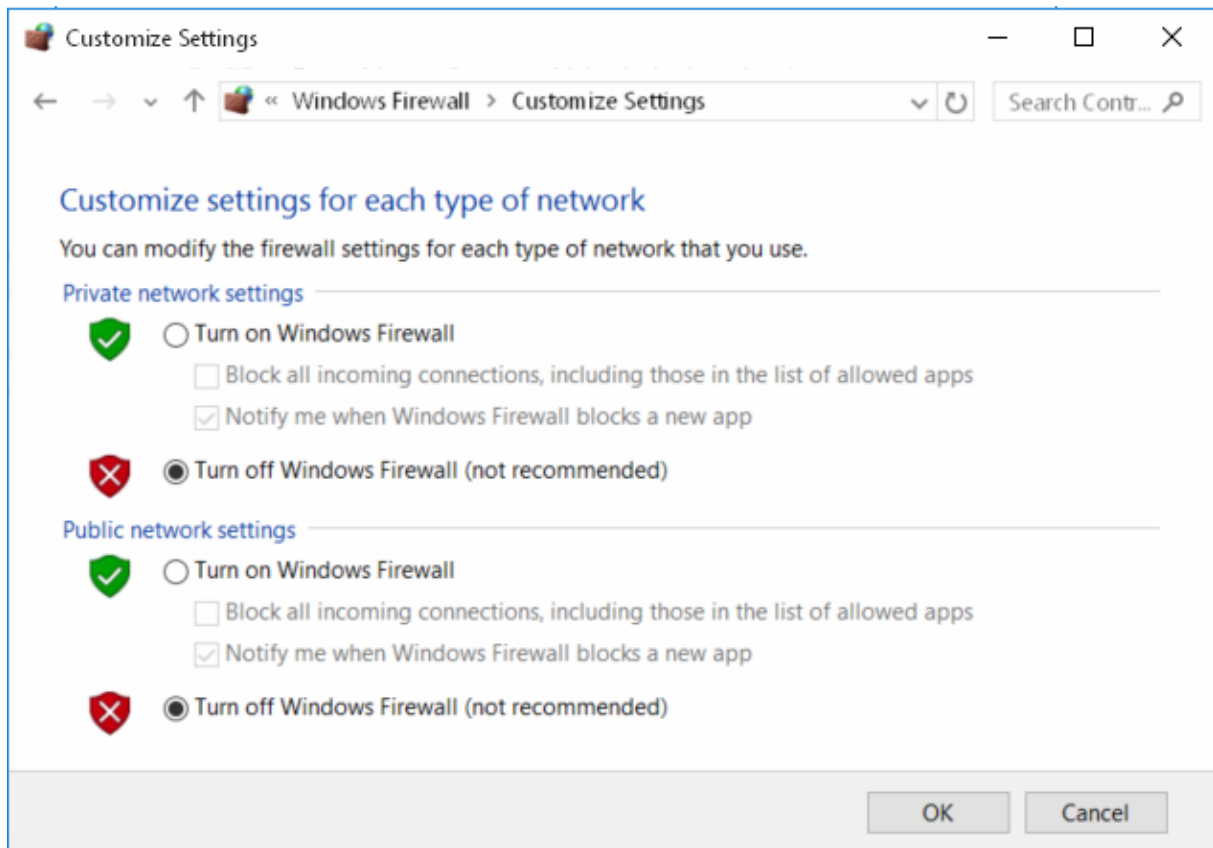 Customize Settings
« Windows Firewall > Customize Settings
Search Contr...
Customize settings for each type of network
You can modify the firewall settings for each type of network that you use.
Private network settings
Turn on Windows Firewall
Block all incoming connections, including those in the list of allowed apps
Notify me when Windows Firewall blocks a new app
Turn off Windows Firewall (not recommended)
Public network settings
Turn on Windows Firewall
Block all incoming connections, including those in the list of allowed apps
Notify me when Windows Firewall blocks a new app
Turn off Windows Firewall (not recommended)
OK
Cancel